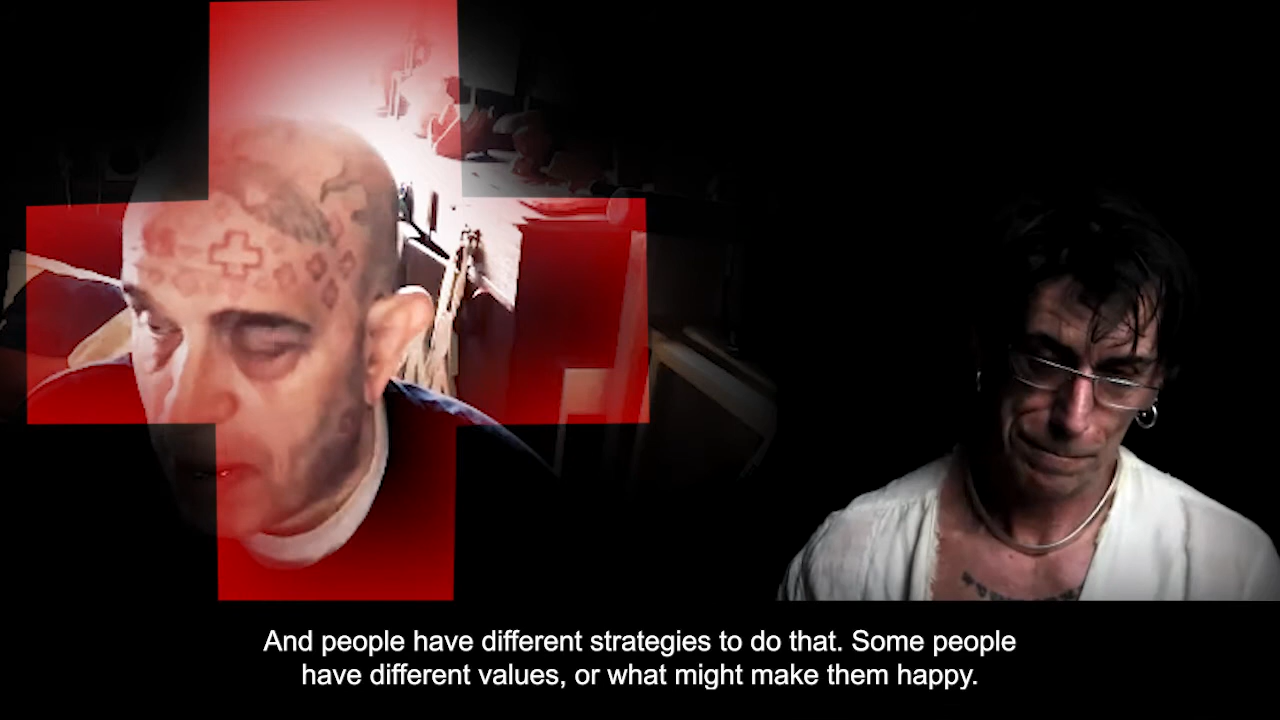 And people have different strategies to do that. Some people
have different values, or what might make them happy.